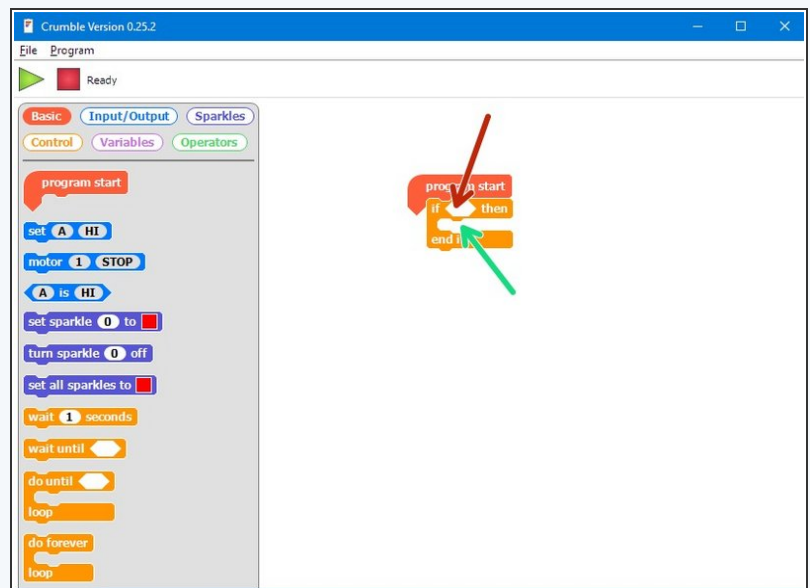 Crumble Version 0.25.2
File Program
Ready
Basic Input/Output Sparkles
Control Variables Operators
program start
set A HI
motor 1 STOP
A is HI
set sparkle 0 to
turn sparkle 0 off
set all sparkles to
wait 1 seconds
wait until
do until
loop
do forever
loop
program start
if then
end if